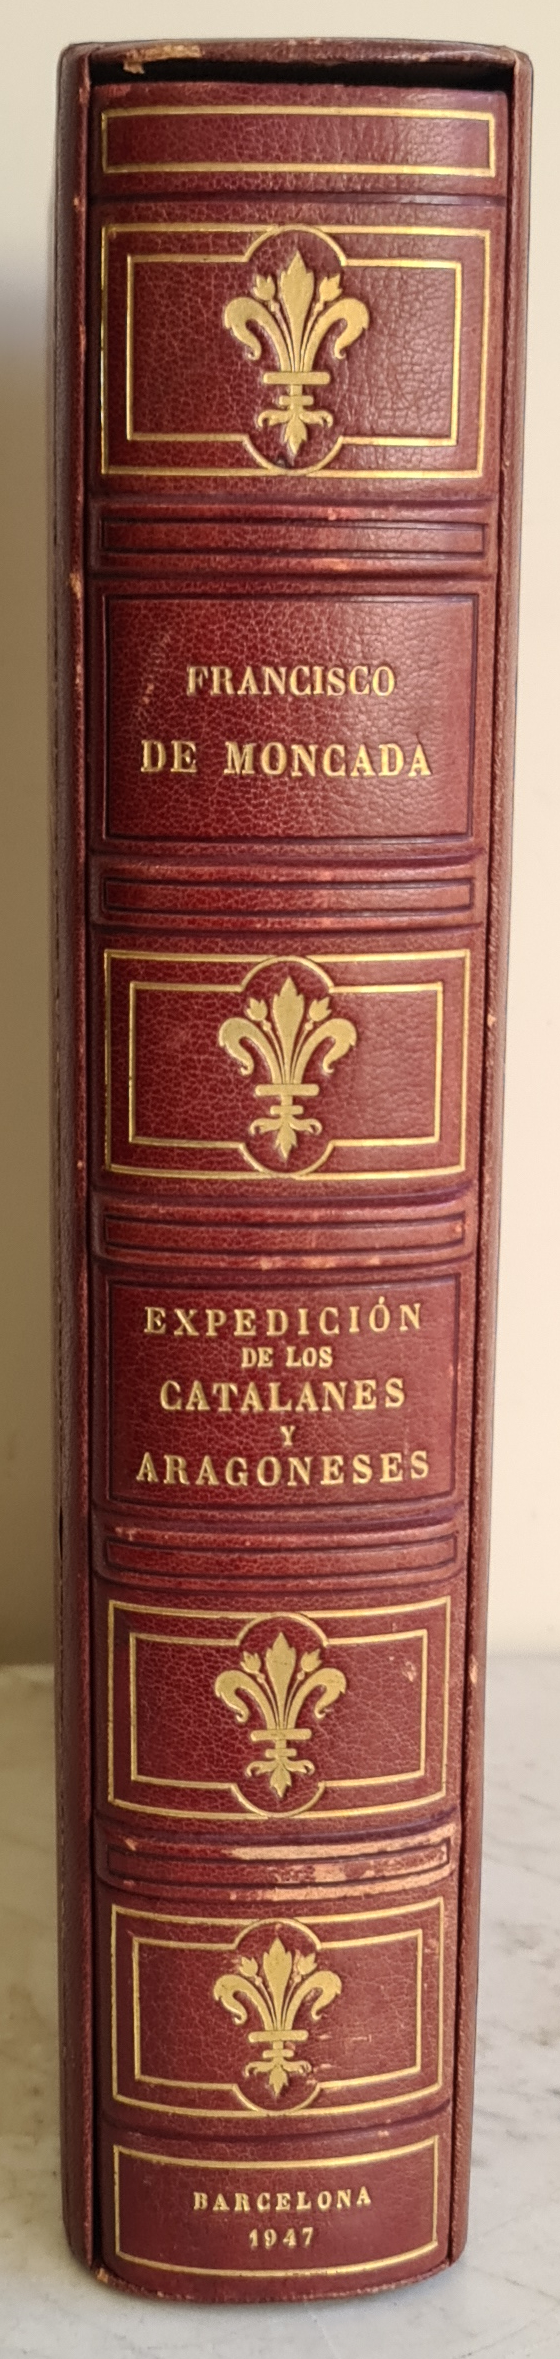 FRANCISCO
DE MONCADA
EXPEDICIÓN
DE LOS
CATALANES
Y
ARAGONESES
BARCELONA
1947